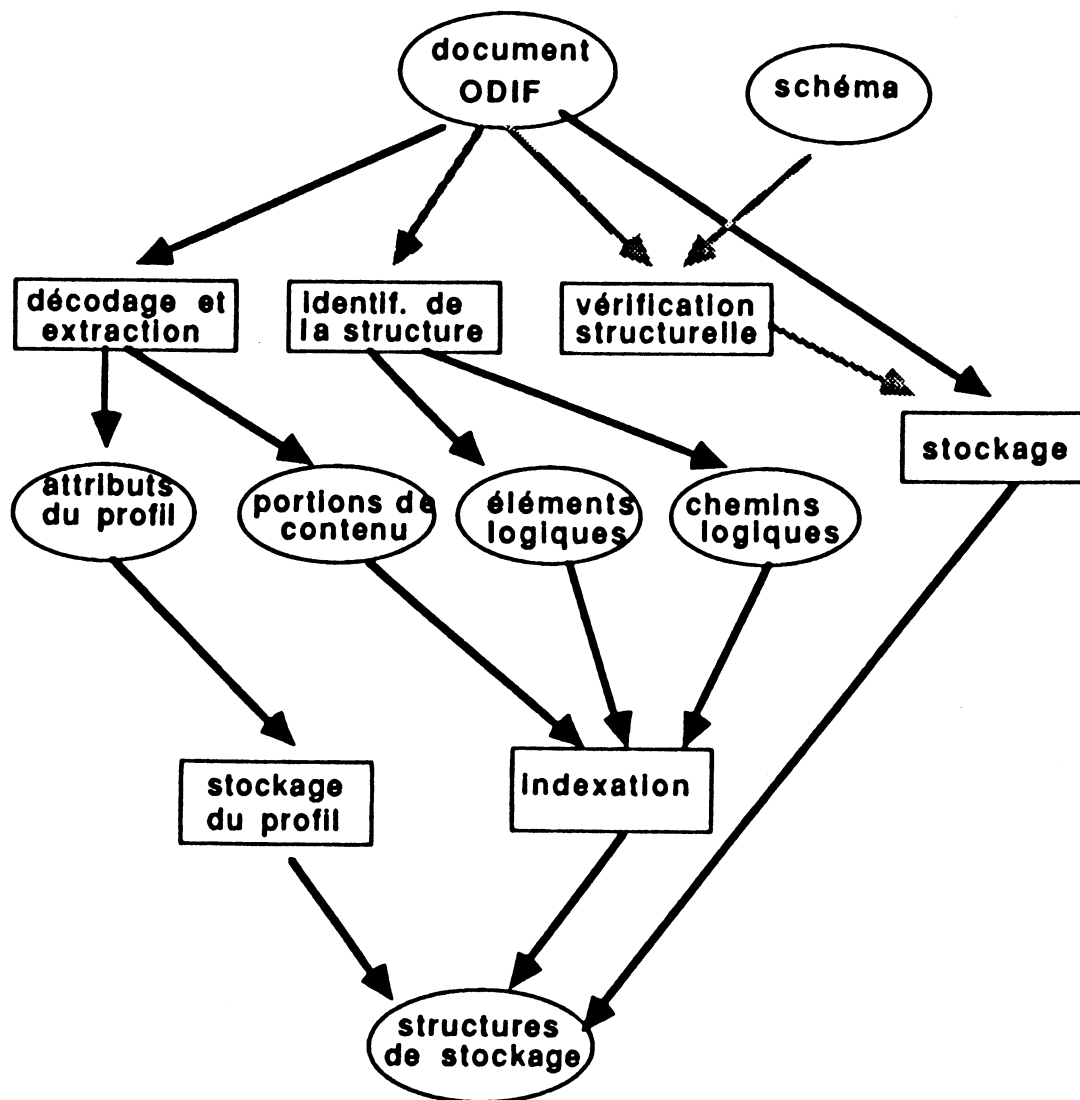 document
ODIF
schéma
décodage et
extraction
identif. de
la structure
vérification
structurelle
stockage
attributs
du profil
portions de
contenu
éléments
logiques
chemins
logiques
stockage
du profil
indexation
structures
de stockage